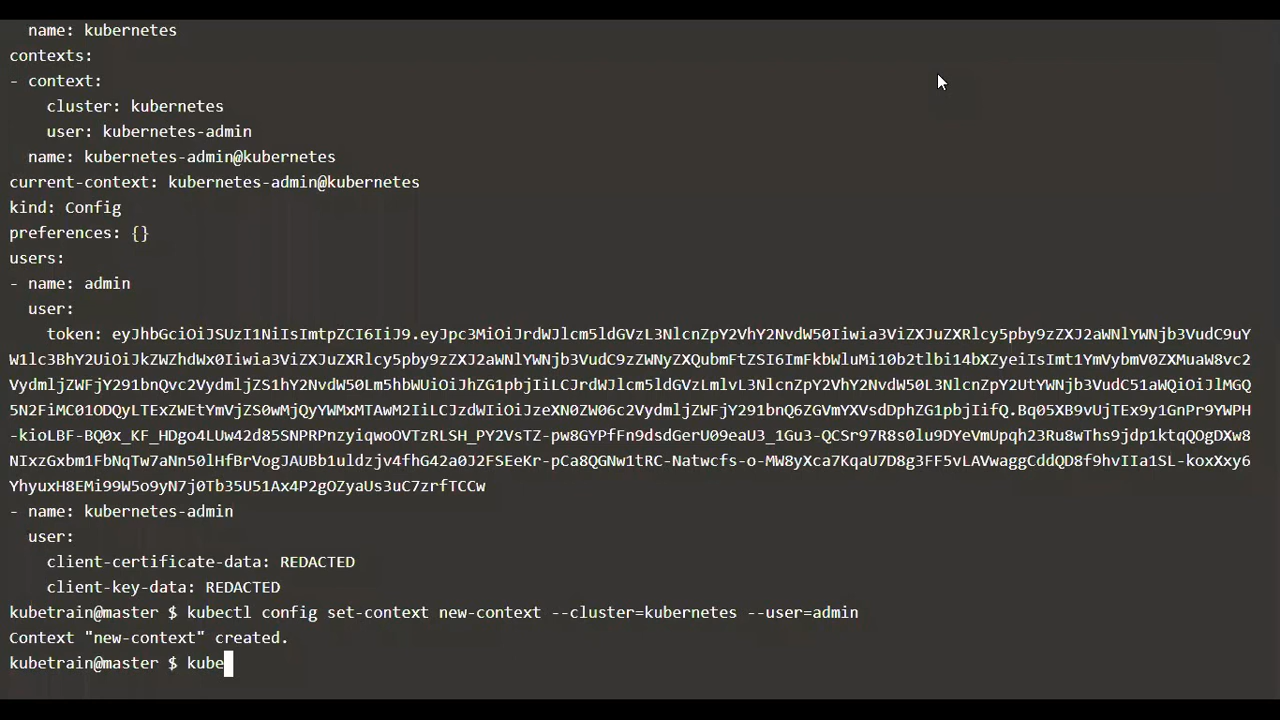 name: kubernetes
contexts:
- context:
cluster: kubernetes
user: kubernetes-admin
name: kubernetes-admin@kubernetes
current-context: kubernetes-admin@kubernetes
kind: Config
preferences: {}
users:
- name: admin
user:
token: eyJhbGciOiJSUzI1NiIsImtpZCI6IiJ9.eyJpc3MiOiJrdWJlcm5ldGVzL3NlcnZpY2VhY2NvdW50Iiwia3ViZXJuZXRlcy5pby9zZXJ2aWNlYWNjb3VudC9uY
W1lc3BhY2UiOiJkZWZhdWx0Iiwia3ViZXJuZXRlcy5pby9zZXJ2aWNlYWNjb3VudC9zZWNyZXQubmFtZSI6ImFkbWluMi10b2tlbi14bXZyeiIsImt1YmVybmV0ZXMuaW8vc2
VydmljZWFjY291bnQvc2VydmljZS1hY2NvdW50Lm5hbWUiOiJhZG1pbjIiLCJrdWJlcm5ldGVzLmlvL3NlcnZpY2VhY2NvdW50L3NlcnZpY2UtYWNjb3VudC51aWQiOiJlMGQ
5N2FiMC01ODQyLTExZWEtYmVjZS0wMjQyYWMxMTAwM2IiLCJzdWIiOiJzeXN0ZW06c2VydmljZWFjY291bnQ6ZGVmYXVsdDphZG1pbjIifQ.Bq05XB9vUjTEx9y1GnPr9YWPH
-kioLBF-BQ0x_KF_HDgo4LUw42d85SNPRPnzyiqwoOVTzRLSH_PY2VsTZ-pw8GYPfFn9dsdGerU09eaU3_1Gu3-QCSr97R8s0lu9DYeVmUpqh23Ru8wThs9jdp1ktqQOgDXw8
NIxzGxbm1FbNqTw7aNn50lHfBrVogJAUBb1uldzjv4fhG42a0J2FSEeKr-pCa8QGNw1tRC-Natwcfs-o-MW8yXca7KqaU7D8g3FF5vLAVwaggCddQD8f9hvIIa1SL-koxXxy6
YhyuxH8EMi99W5o9yN7j0Tb35U51Ax4P2gOZyaUs3uC7zrfTCCw
- name: kubernetes-admin
user:
client-certificate-data: REDACTED
client-key-data: REDACTED
kubetrain@master $ kubectl config set-context new-context --cluster=kubernetes --user=admin
Context "new-context" created.
kubetrain@master $ kube